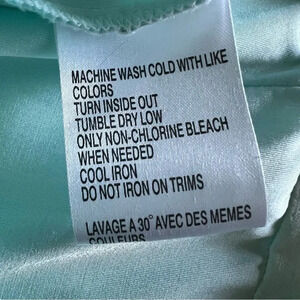 MACHINE WASH COLD WITH LIKE
COLORS
TURN INSIDE OUT
TUMBLE DRY LOW
ONLY NON-CHLORINE BLEACH
WHEN NEEDED
COOL IRON
DO NOT IRON ON TRIMS
LAVAGE A 30° AVEC DES MEMES
COULEURS